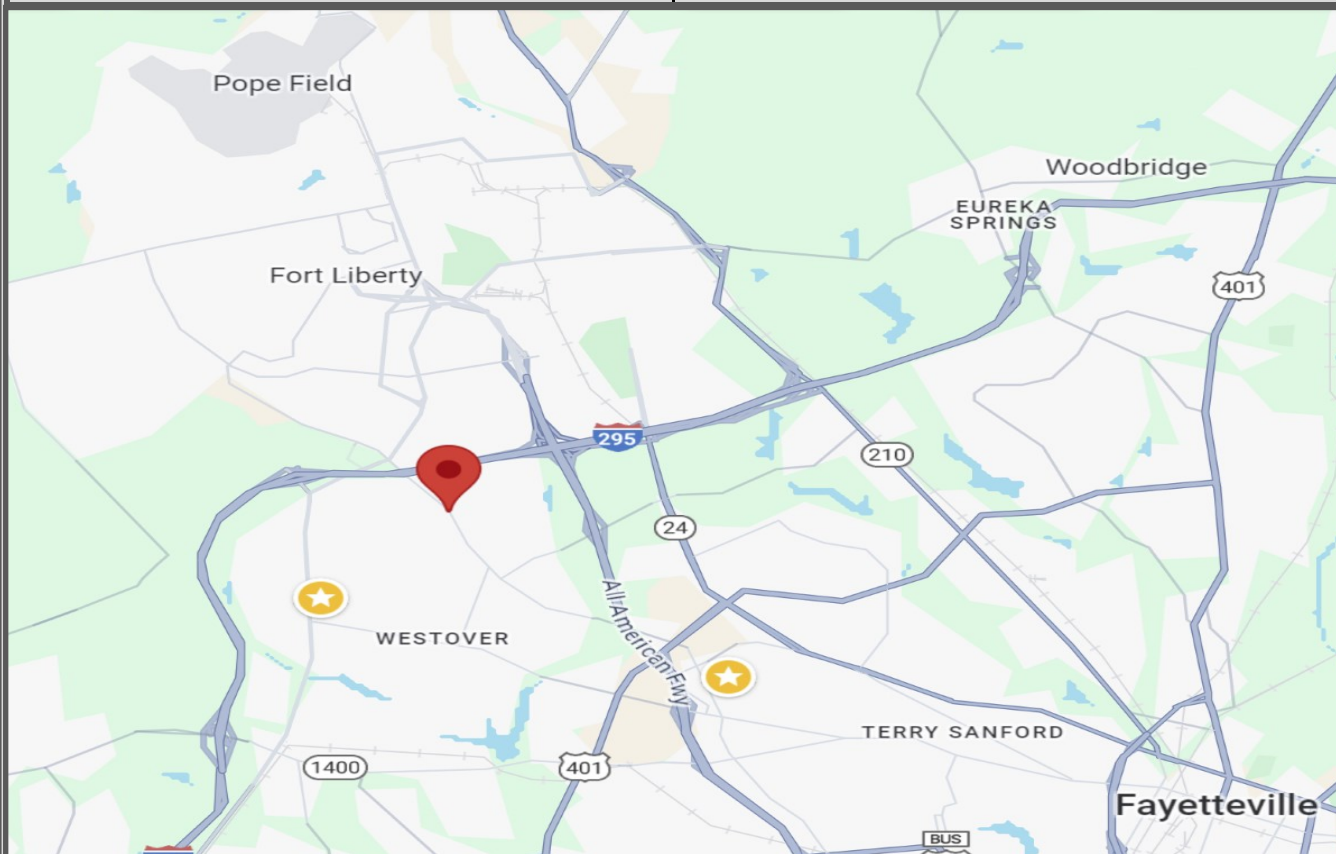 Pope Field
Woodbridge
EUREKA
SPRINGS
Fort Liberty
401
295
210
24
All American Fwy
WESTOVER
TERRY SANFORD
1400
401
Fayetteville
BUS